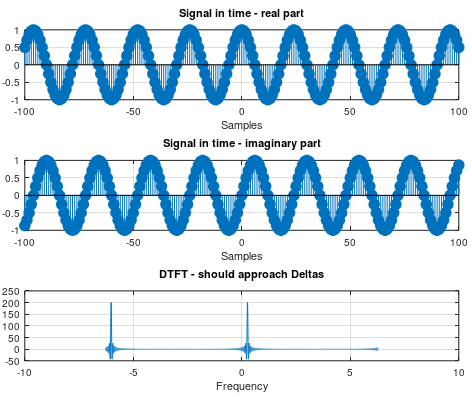 Signal in time - real part
1
0.5
0
-0.5
-1
-100 -50 0 50 100
Samples
Signal in time - imaginary part
1
0.5
0
-0.5
-1
-100 -50 0 50 100
Samples
DTFT - should approach Deltas
250
200
150
100
50
0
-50
-10 -5 0 5 10
Frequency